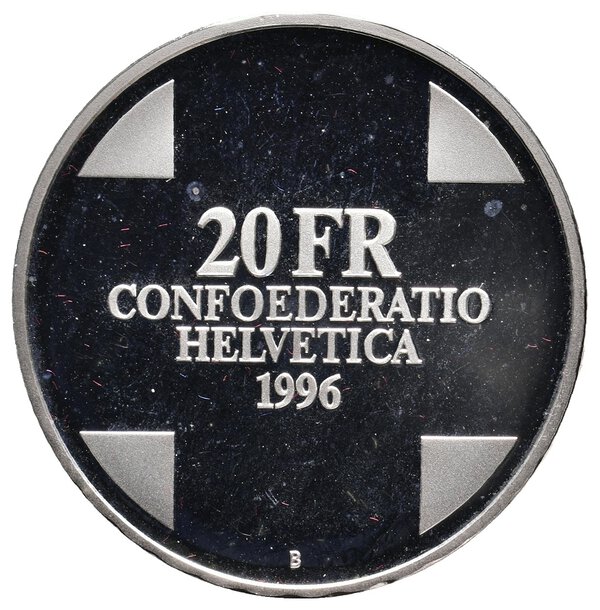 20 FR
CONFOEDERATIO
HELVETICA
1996
B